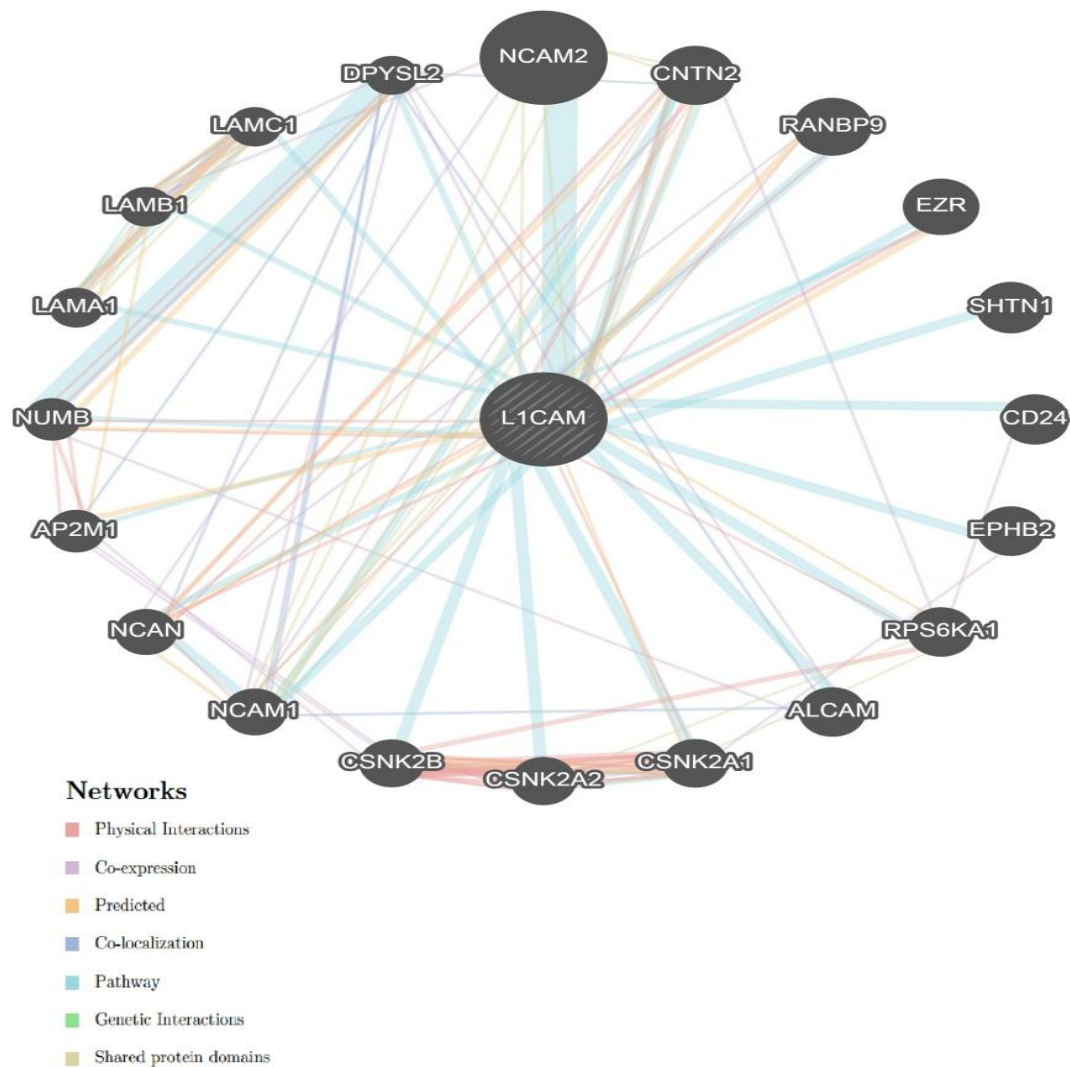 NCAM2
DPYSL2
CNTN2
LAMC1
RANBP9
LAMB1
EZR
LAMA1
SHTN1
NUMB
L1CAM
CD24
AP2M1
EPHB2
NCAN
RPS6KA1
NCAM1
ALCAM
CSNK2B
CSNK2A2
CSNK2A1
Networks
Physical Interactions
Co-expression
Predicted
Co-localization
Pathway
Genetic Interactions
Shared protein domains